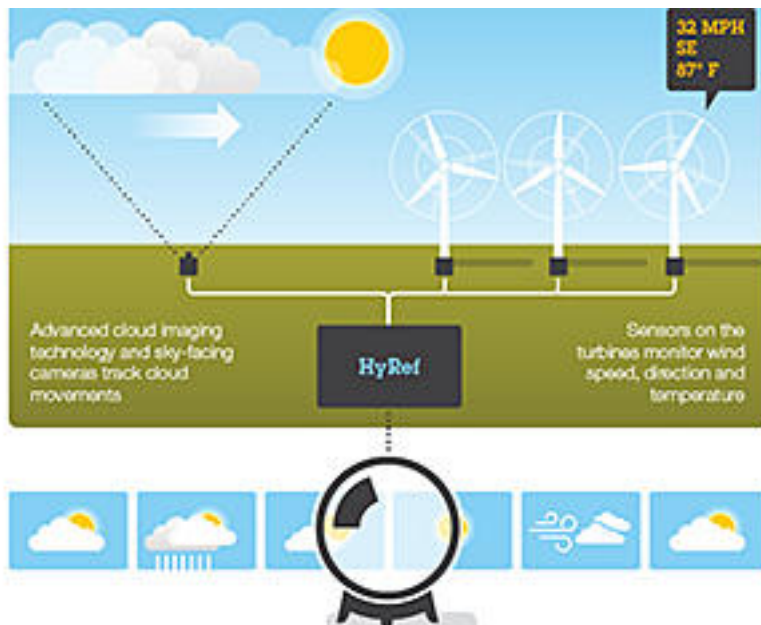 32 MPH
SE
87° F
Advanced cloud imaging
technology and sky-facing
cameras track cloud
movements
HyRef
Sensors on the
turbines monitor wind
speed, direction and
temperature